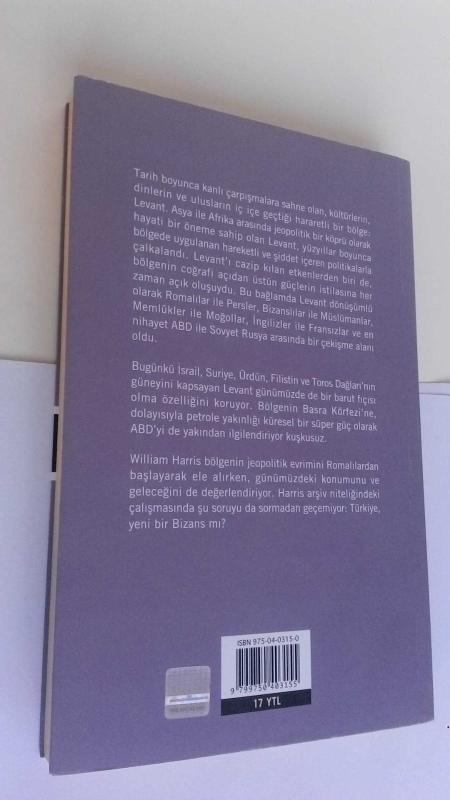 Tarih boyunca kanlı çarpışmalara sahne olan, kültürlerin,
dinlerin ve ulusların iç içe geçtiği hararetli bir bölge:
Levant. Asya ile Afrika arasında jeopolitik bir köprü olarak
hayati bir öneme sahip olan Levant, yüzyıllar boyunca
bölgede uygulanan hareketli ve şiddet içeren politikalarla
çalkalandı. Levant'ı cazip kılan etkenlerden biri de,
bölgenin coğrafi açıdan üstün güçlerin istilasına her
zaman açık oluşuydu. Bu bağlamda Levant dönüşümlü
olarak Romalılar ile Persler, Bizanslılar ile Müslümanlar,
Memlükler ile Moğollar, İngilizler ile Fransızlar ve en
nihayet ABD ile Sovyet Rusya arasında bir çekişme alanı
oldu.
Bugünkü İsrail, Suriye, Ürdün, Filistin ve Toros Dağları'nın
güneyini kapsayan Levant günümüzde de bir barut fıçısı
olma özelliğini koruyor. Bölgenin Basra Körfezi'ne,
dolayısıyla petrole yakınlığı küresel bir süper güç olarak
ABD'yi de yakından ilgilendiriyor kuşkusuz.
William Harris bölgenin jeopolitik evrimini Romalılardan
başlayarak ele alırken, günümüzdeki konumunu ve
geleceğini de değerlendiriyor. Harris arşiv niteliğindeki
çalışmasında şu soruyu da sormadan geçemiyor: Türkiye,
yeni bir Bizans mı?
ISBN 975-04-0315-0
9 799750 403155
17 YTL